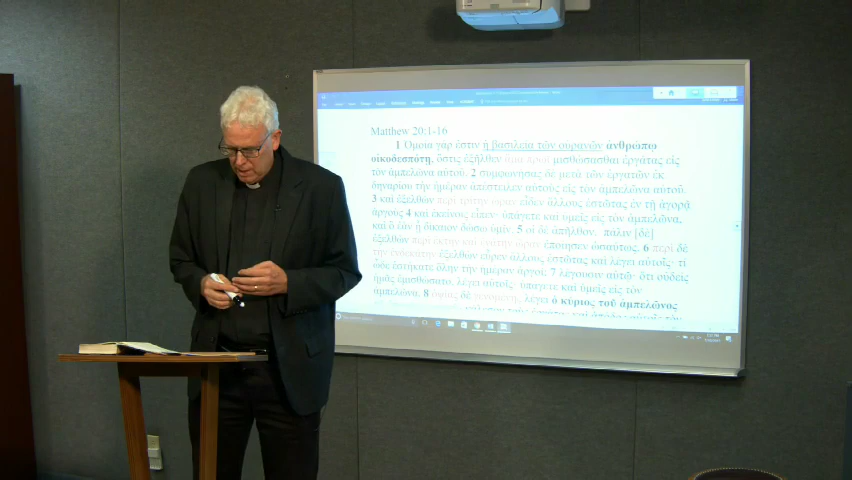 Matthew 20:1-16
1 Ὁμοία γάρ ἐστιν ἡ βασιλεία τῶν οὐρανῶν ἀνθρώπῳ
οἰκοδεσπότῃ, ὅστις ἐξῆλθεν ἅμα πρωῒ μισθώσασθαι ἐργάτας εἰς
τὸν ἀμπελῶνα αὐτοῦ. 2 συμφωνήσας δὲ μετὰ τῶν ἐργατῶν ἐκ
δηναρίου τὴν ἡμέραν ἀπέστειλεν αὐτοὺς εἰς τὸν ἀμπελῶνα αὐτοῦ.
3 καὶ ἐξελθὼν περὶ τρίτην ὥραν εἶδεν ἄλλους ἑστῶτας ἐν τῇ ἀγορᾷ
ἀργούς 4 καὶ ἐκείνοις εἶπεν· ὑπάγετε καὶ ὑμεῖς εἰς τὸν ἀμπελῶνα,
καὶ ὃ ἐὰν ᾖ δίκαιον δώσω ὑμῖν. 5 οἱ δὲ ἀπῆλθον. πάλιν [δὲ]
ἐξελθὼν περὶ ἕκτην καὶ ἐνάτην ὥραν ἐποίησεν ὡσαύτως. 6 περὶ δὲ
τὴν ἑνδεκάτην ἐξελθὼν εὗρεν ἄλλους ἑστῶτας καὶ λέγει αὐτοῖς· τί
ὧδε ἑστήκατε ὅλην τὴν ἡμέραν ἀργοί; 7 λέγουσιν αὐτῷ· ὅτι οὐδεὶς
ἡμᾶς ἐμισθώσατο. λέγει αὐτοῖς· ὑπάγετε καὶ ὑμεῖς εἰς τὸν
ἀμπελῶνα. 8 ὀψίας δὲ γενομένης λέγει ὁ κύριος τοῦ ἀμπελῶνος